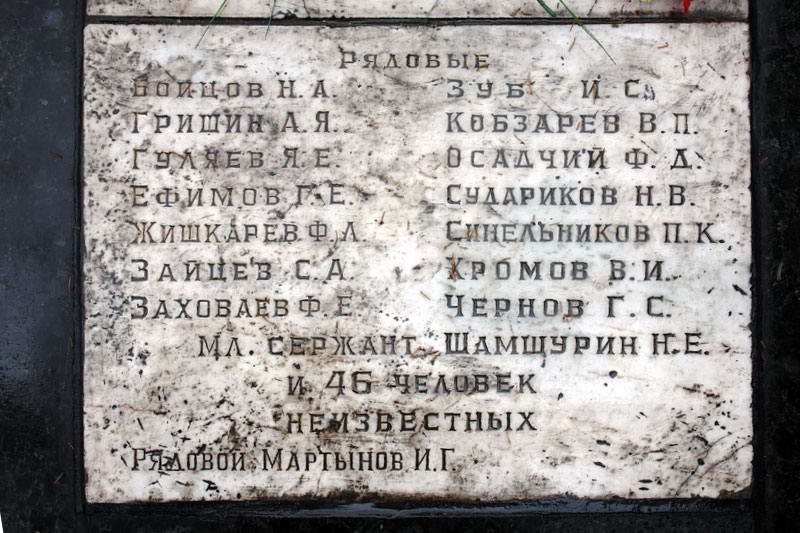 Рядовые
Бойцов Н.А.
Зуб И.С.
Гришин А.Я.
Кобзарев В.П.
Гуляев Я.Е.
Осадчий Ф.Д.
Ефимов Г.Е.
Судариков Н.В.
Жишкарев Ф.Л.
Синельников П.К.
Зайцев С.А.
Хромов В.И.
Заховаев Ф.Е.
Чернов Г.С.
мл. сержант Шамшурин Н.Е.
и 46 человек
неизвестных
Рядовой Мартынов И.Г.